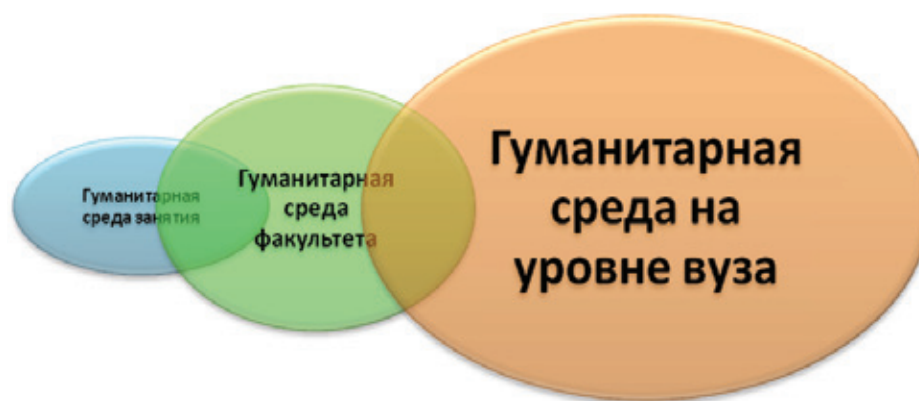 Гуманитарная
среда занятия
Гуманитарная
среда
факультета
Гуманитарная
среда на
уровне вуза